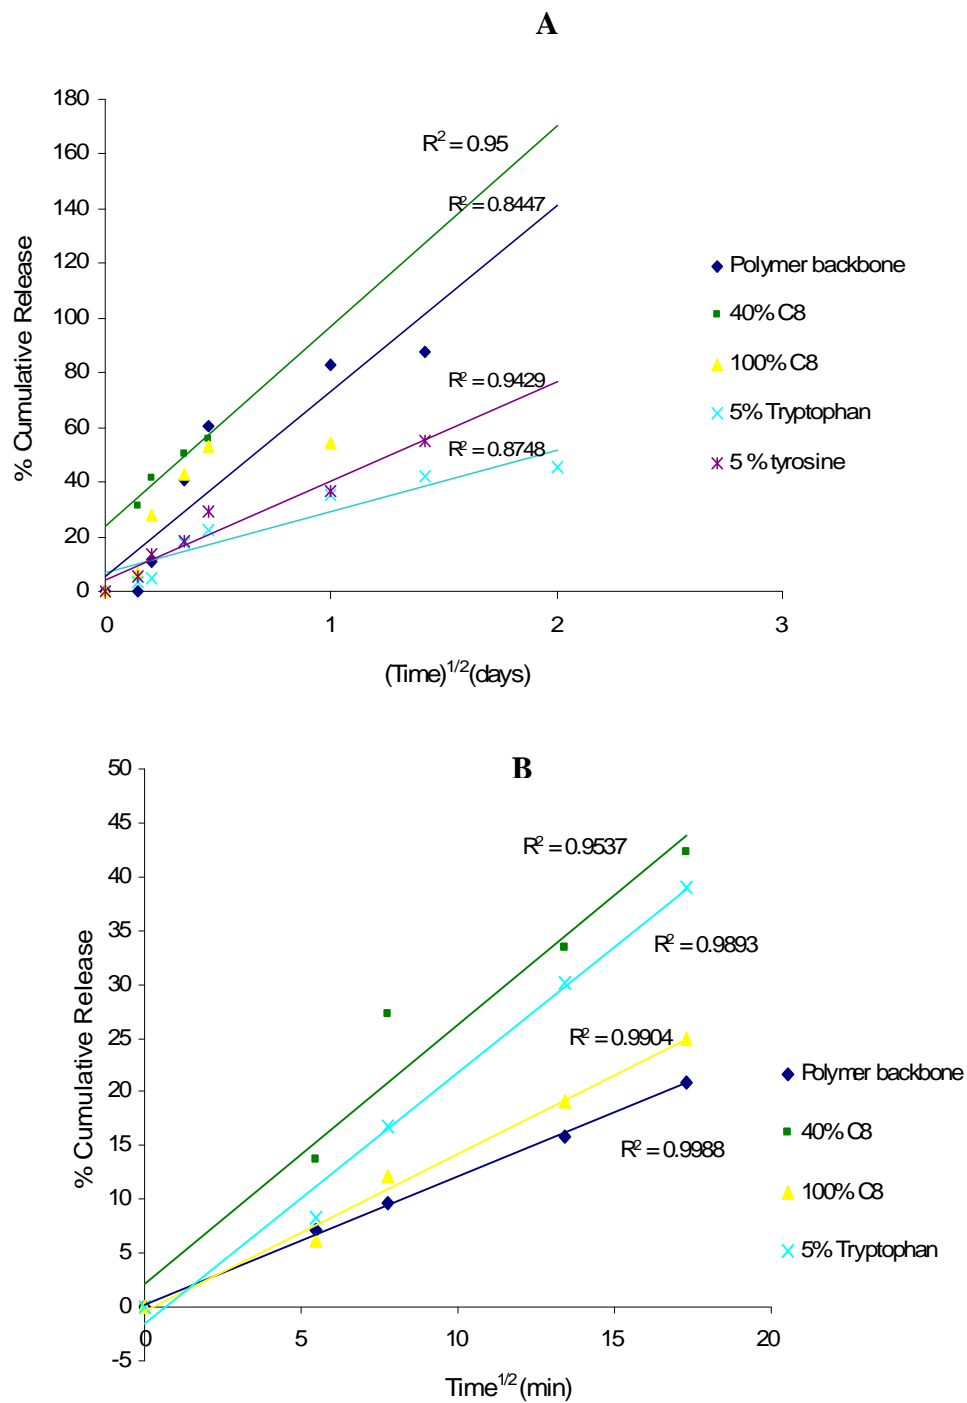 A
180
160
140
120
100
80
60
40
20
0
% Cumulative Release
R² = 0.95
R² = 0.8447
R² = 0.9429
R² = 0.8748
0 1 2 3
(Time)^1/2 (days)
Polymer backbone
40% C8
100% C8
5% Tryptophan
5 % tyrosine
B
50
45
40
35
30
25
20
15
10
5
0
-5
% Cumulative Release
R² = 0.9537
R² = 0.9893
R² = 0.9904
R² = 0.9988
0 5 10 15 20
Time^1/2 (min)
Polymer backbone
40% C8
100% C8
5% Tryptophan